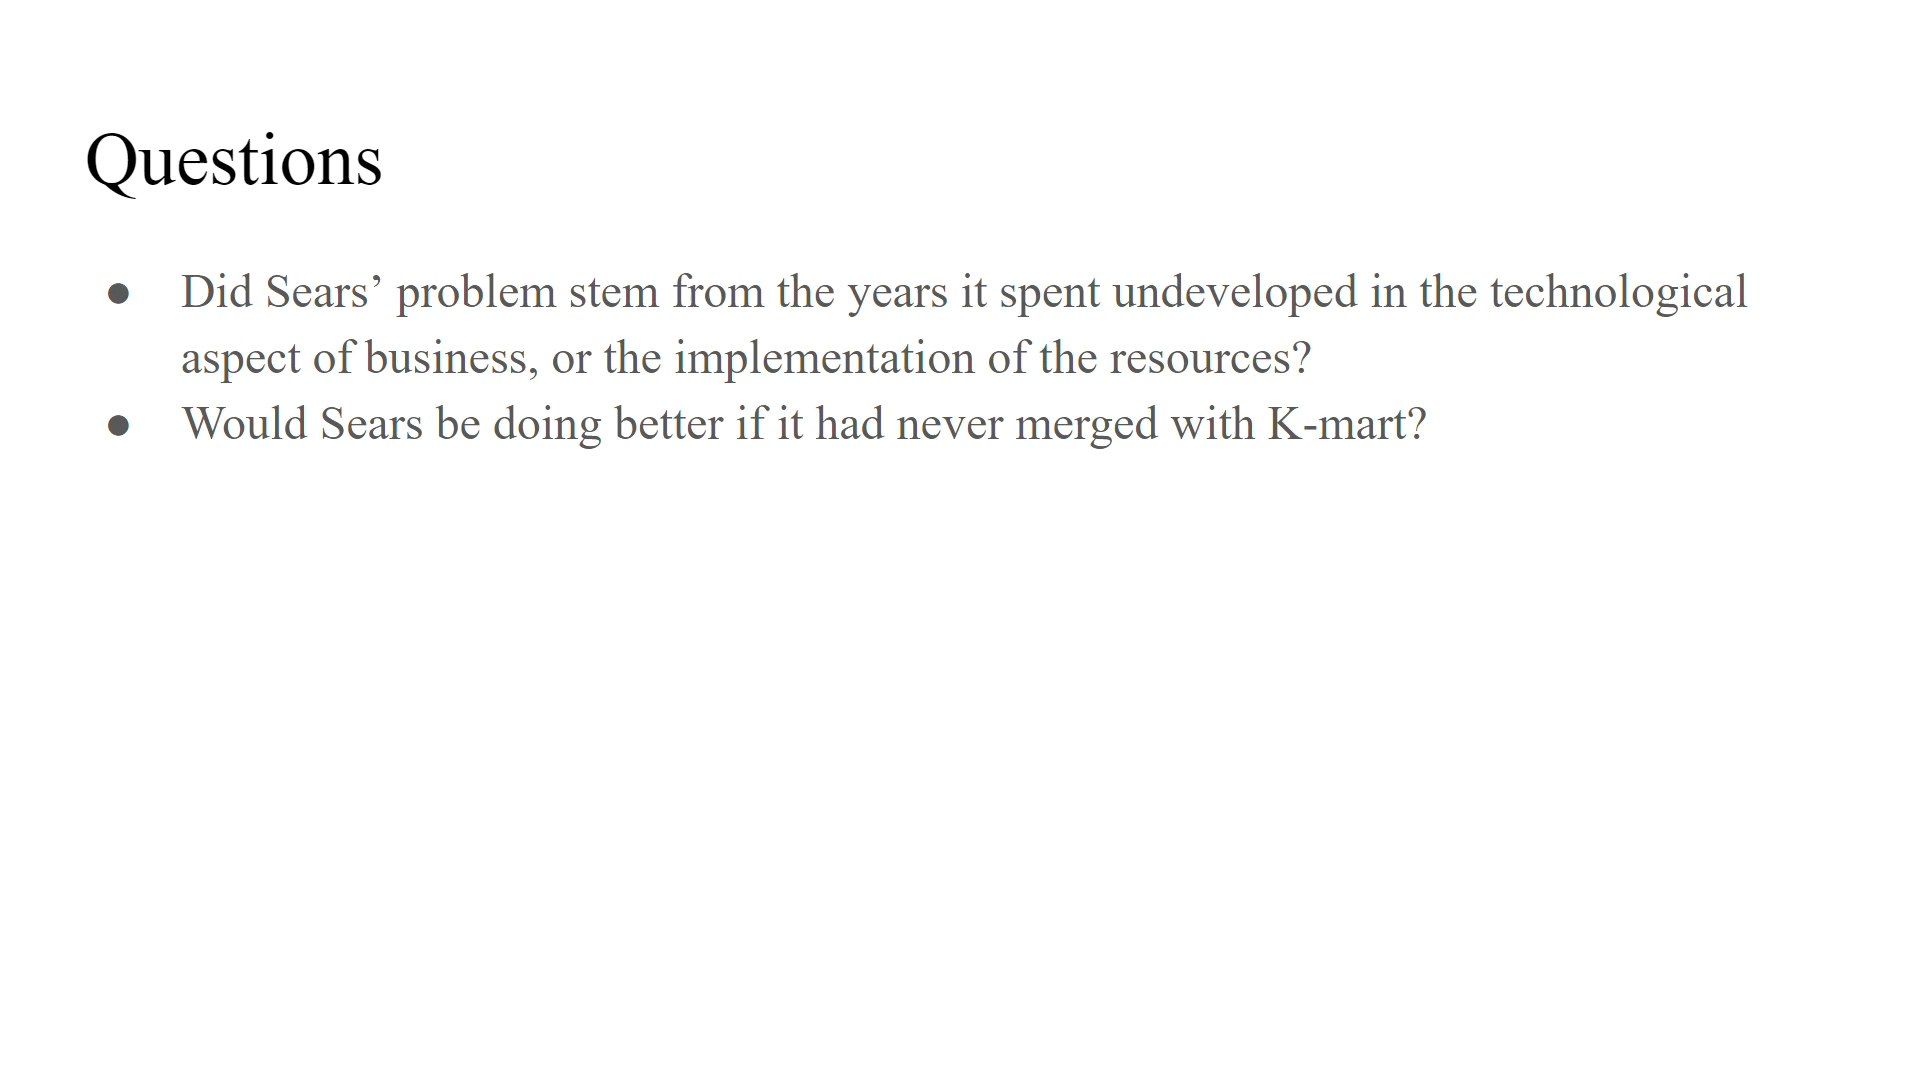 Questions
● Did Sears’ problem stem from the years it spent undeveloped in the technological
aspect of business, or the implementation of the resources?
● Would Sears be doing better if it had never merged with K-mart?